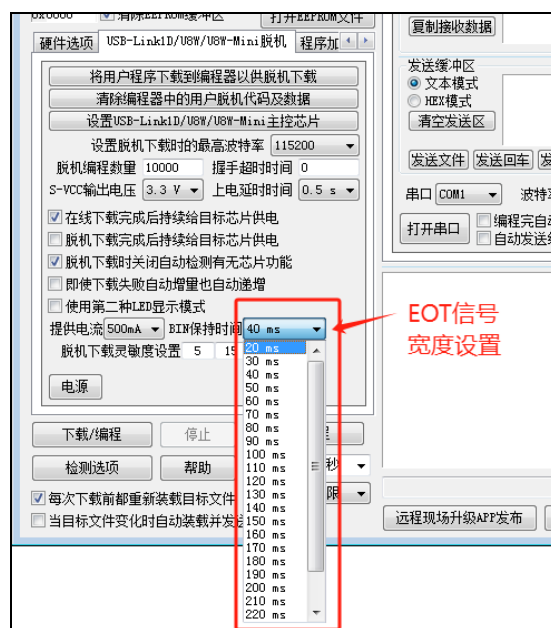 0x0000 清除EEPROM缓冲区 打开EEPROM文件
硬件选项 USB-Link1D/U8W/U8W-Mini脱机 程序加
将用户程序下载到编程器以供脱机下载
清除编程器中的用户脱机代码及数据
设置USB-Link1D/U8W/U8W-Mini主控芯片
设置脱机下载时的最高波特率 115200
脱机编程数量 10000 握手超时时间 0
S-VCC输出电压 3.3 V 上电延时时间 0.5 s
在线下载完成后持续给目标芯片供电
脱机下载完成后持续给目标芯片供电
脱机下载时关闭自动检测有无芯片功能
即使下载失败自动增量也自动递增
使用第二种LED显示模式
提供电流 500mA BIN保持时间 40 ms
脱机下载灵敏度设置 5 15
20 ms
30 ms
40 ms
50 ms
60 ms
70 ms
80 ms
90 ms
100 ms
110 ms
120 ms
130 ms
140 ms
150 ms
160 ms
170 ms
180 ms
190 ms
200 ms
210 ms
220 ms
电源
下载/编程 停止 程
检测选项 帮助 秒
每次下载前都重新装载目标文件 限
当目标文件变化时自动装载并发送
复制接收数据
发送缓冲区
文本模式
HEX模式
清空发送区
发送文件 发送回车 发
串口 COM1 波特率
打开串口 编程完自
自动发送
EOT信号
宽度设置
远程现场升级APP发布